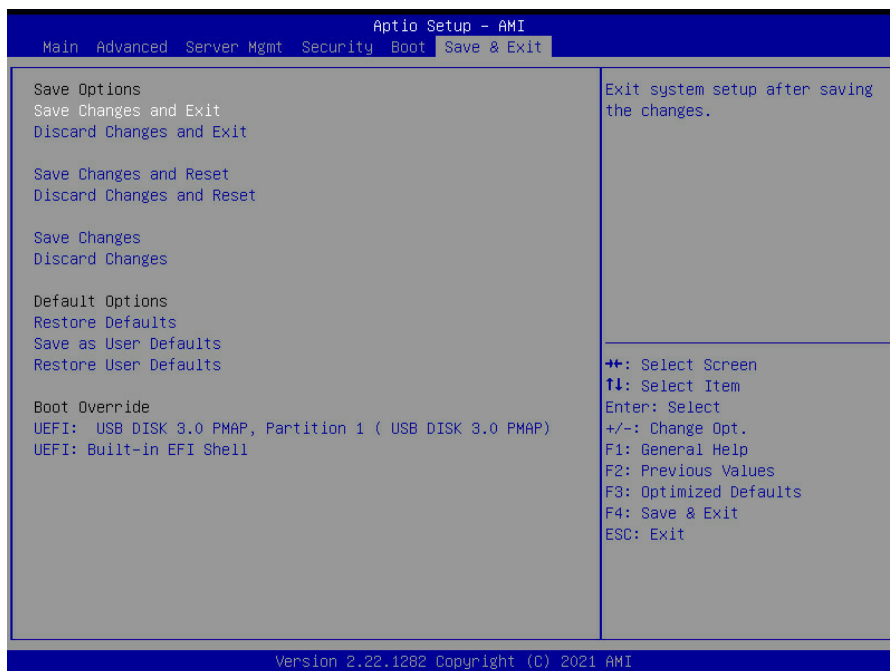 Aptio Setup – AMI
Main Advanced Server Mgmt Security Boot Save & Exit
Save Options
Save Changes and Exit
Discard Changes and Exit
Save Changes and Reset
Discard Changes and Reset
Save Changes
Discard Changes
Default Options
Restore Defaults
Save as User Defaults
Restore User Defaults
Boot Override
UEFI:  USB DISK 3.0 PMAP, Partition 1 ( USB DISK 3.0 PMAP)
UEFI: Built-in EFI Shell
Exit system setup after saving
the changes.
→←: Select Screen
↑↓: Select Item
Enter: Select
+/-: Change Opt.
F1: General Help
F2: Previous Values
F3: Optimized Defaults
F4: Save & Exit
ESC: Exit
Version 2.22.1282 Copyright (C) 2021 AMI